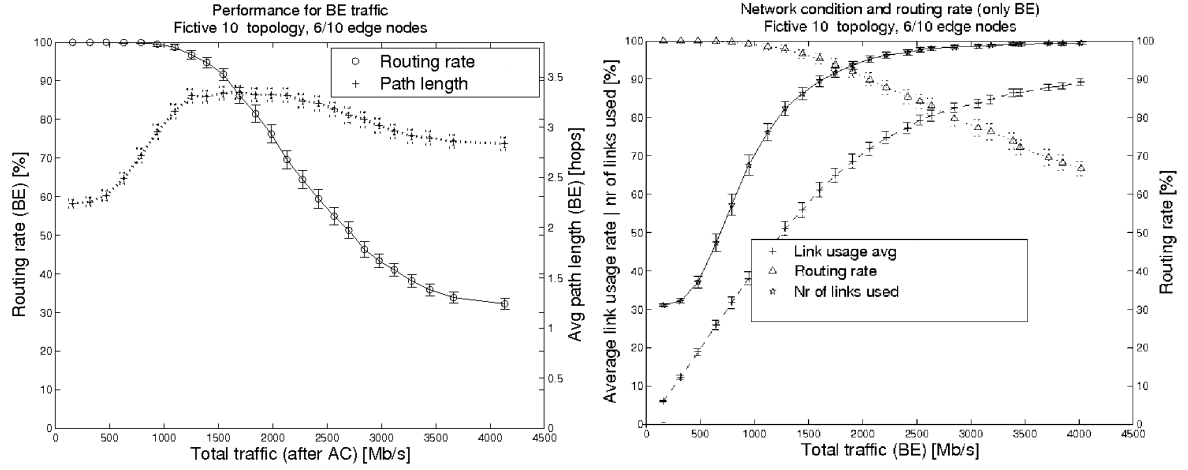 Performance for BE traffic
Fictive 10 topology, 6/10 edge nodes
Routing rate (BE) [%]
100
90
80
70
60
50
40
30
20
10
0
Routing rate
Path length
3.5
3
2.5
2
1.5
1
0.5
0
Avg path length (BE) [hops]
0 500 1000 1500 2000 2500 3000 3500 4000 4500
Total traffic (after AC) [Mb/s]
Network condition and routing rate (only BE)
Fictive 10 topology, 6/10 edge nodes
Average link usage rate | nr of links used [%]
100
90
80
70
60
50
40
30
20
10
0
Link usage avg
Routing rate
Nr of links used
100
90
80
70
60
50
40
30
20
10
0
Routing rate [%]
0 500 1000 1500 2000 2500 3000 3500 4000 4500
Total traffic (BE) [Mb/s]